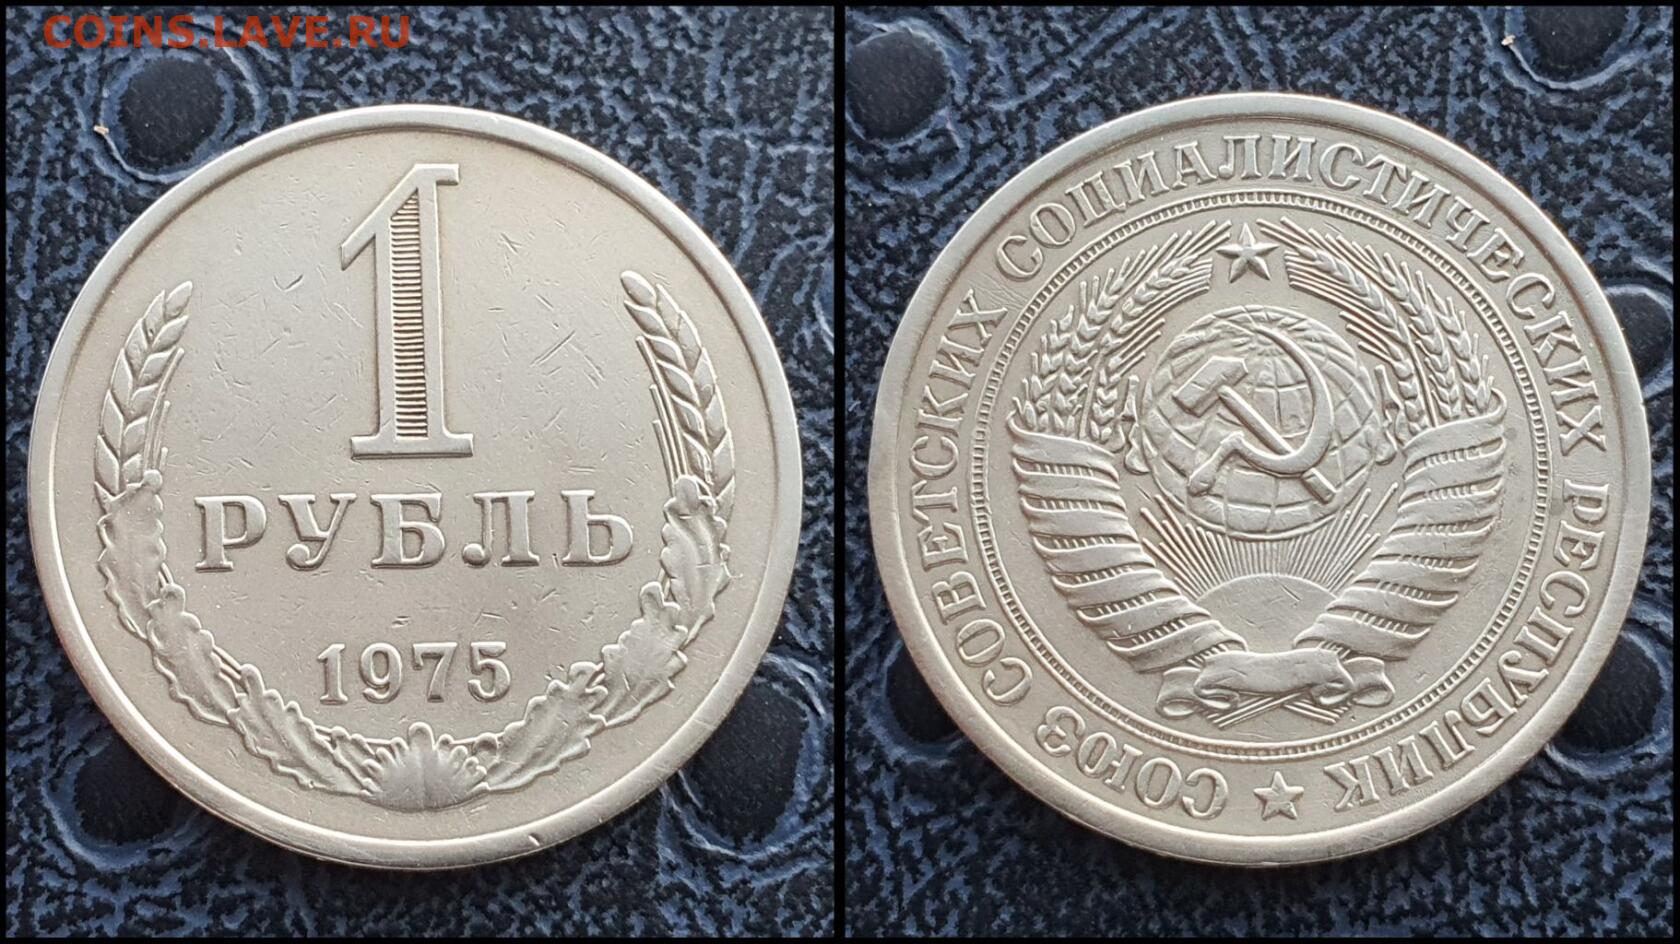 COINS.LAVE.RU
1
РУБЛЬ
1975
СОЮЗ СОВЕТСКИХ СОЦИАЛИСТИЧЕСКИХ РЕСПУБЛИК